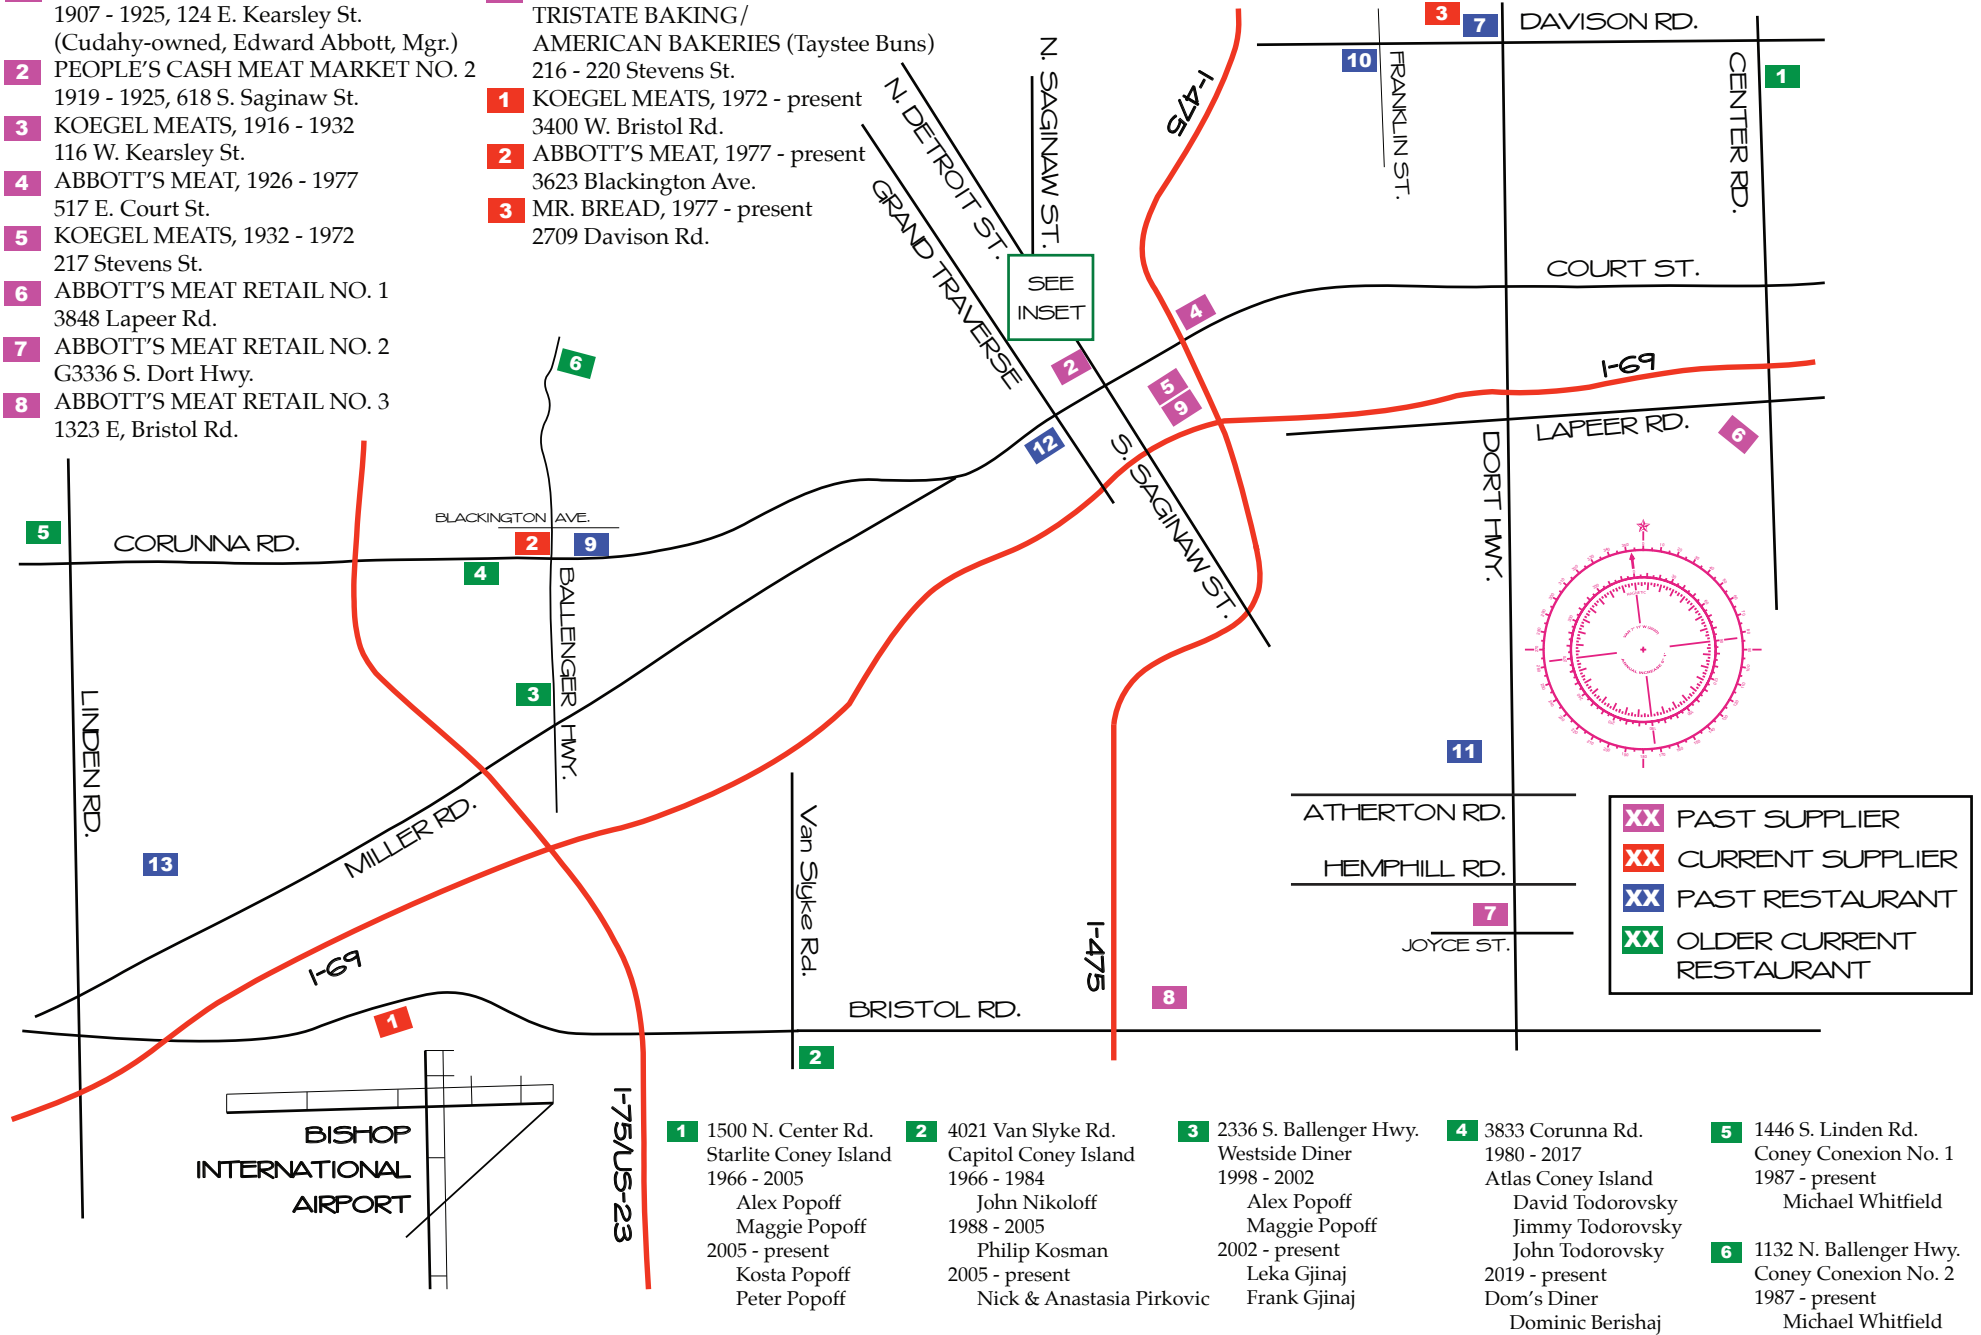 1907 - 1925, 124 E. Kearsley St.
(Cudahy-owned, Edward Abbott, Mgr.)
2 PEOPLE'S CASH MEAT MARKET NO. 2
1919 - 1925, 618 S. Saginaw St.
3 KOEGEL MEATS, 1916 - 1932
116 W. Kearsley St.
4 ABBOTT'S MEAT, 1926 - 1977
517 E. Court St.
5 KOEGEL MEATS, 1932 - 1972
217 Stevens St.
6 ABBOTT'S MEAT RETAIL NO. 1
3848 Lapeer Rd.
7 ABBOTT'S MEAT RETAIL NO. 2
G3336 S. Dort Hwy.
8 ABBOTT'S MEAT RETAIL NO. 3
1323 E, Bristol Rd.
TRISTATE BAKING/
AMERICAN BAKERIES (Taystee Buns)
216 - 220 Stevens St.
1 KOEGEL MEATS, 1972 - present
3400 W. Bristol Rd.
2 ABBOTT'S MEAT, 1977 - present
3623 Blackington Ave.
3 MR. BREAD, 1977 - present
2709 Davison Rd.
N. DETROIT ST.
N. SAGINAW ST.
GRAND TRAVERSE
SEE
INSET
I-475
3
7
DAVISON RD.
10
FRANKLIN ST.
CENTER RD.
1
COURT ST.
4
2
5
9
I-69
LAPEER RD.
6
12
S. SAGINAW ST.
DORT HWY.
6
BLACKINGTON AVE.
2
9
5
CORUNNA RD.
4
BALLENGER HWY.
3
LINDEN RD.
MILLER RD.
13
I-69
Van Slyke Rd.
I-475
11
ATHERTON RD.
HEMPHILL RD.
7
JOYCE ST.
8
BRISTOL RD.
1
2
BISHOP
INTERNATIONAL
AIRPORT
I-75/US-23
XX PAST SUPPLIER
XX CURRENT SUPPLIER
XX PAST RESTAURANT
XX OLDER CURRENT
RESTAURANT
1 1500 N. Center Rd.
Starlite Coney Island
1966 - 2005
Alex Popoff
Maggie Popoff
2005 - present
Kosta Popoff
Peter Popoff
2 4021 Van Slyke Rd.
Capitol Coney Island
1966 - 1984
John Nikoloff
1988 - 2005
Philip Kosman
2005 - present
Nick & Anastasia Pirkovic
3 2336 S. Ballenger Hwy.
Westside Diner
1998 - 2002
Alex Popoff
Maggie Popoff
2002 - present
Leka Gjinaj
Frank Gjinaj
4 3833 Corunna Rd.
1980 - 2017
Atlas Coney Island
David Todorovsky
Jimmy Todorovsky
John Todorovsky
2019 - present
Dom's Diner
Dominic Berishaj
5 1446 S. Linden Rd.
Coney Conexion No. 1
1987 - present
Michael Whitfield
6 1132 N. Ballenger Hwy.
Coney Conexion No. 2
1987 - present
Michael Whitfield